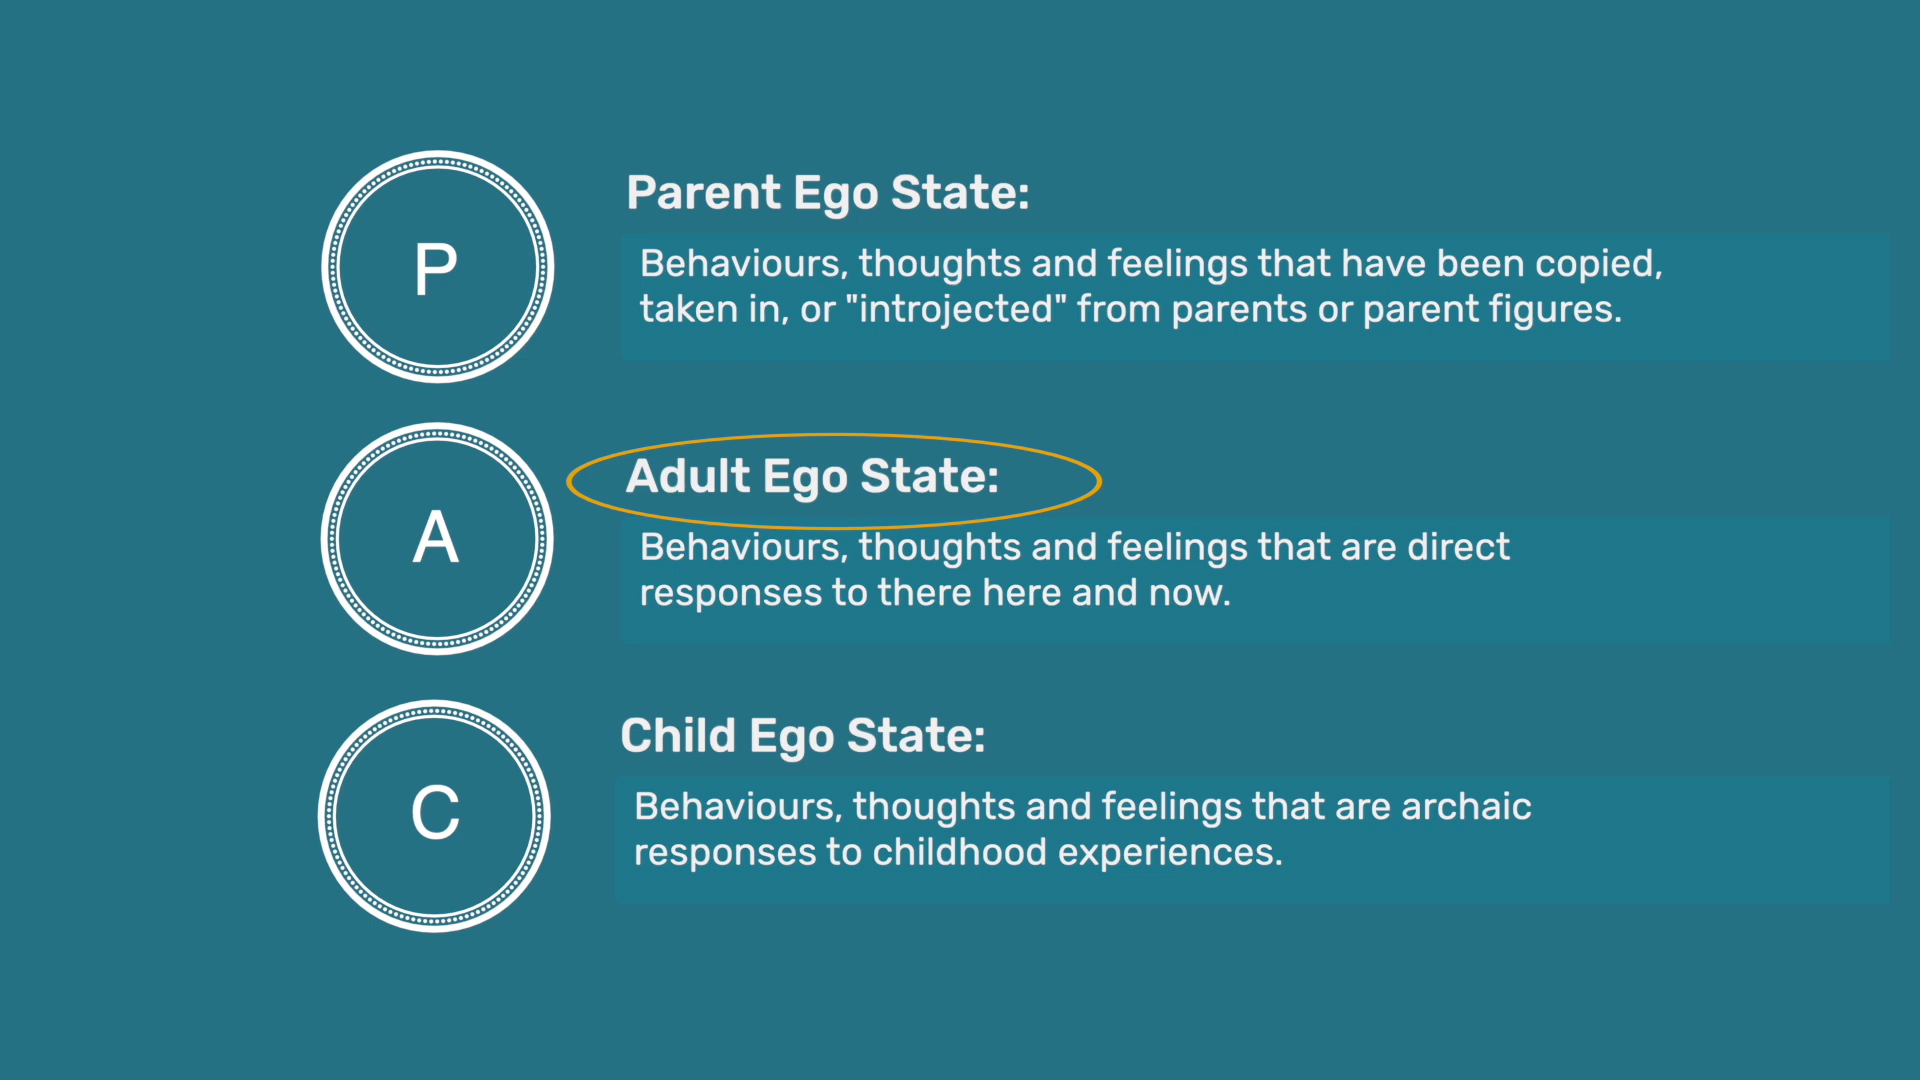 P
Parent Ego State:
Behaviours, thoughts and feelings that have been copied,
taken in, or "introjected" from parents or parent figures.
A
Adult Ego State:
Behaviours, thoughts and feelings that are direct
responses to there here and now.
C
Child Ego State:
Behaviours, thoughts and feelings that are archaic
responses to childhood experiences.